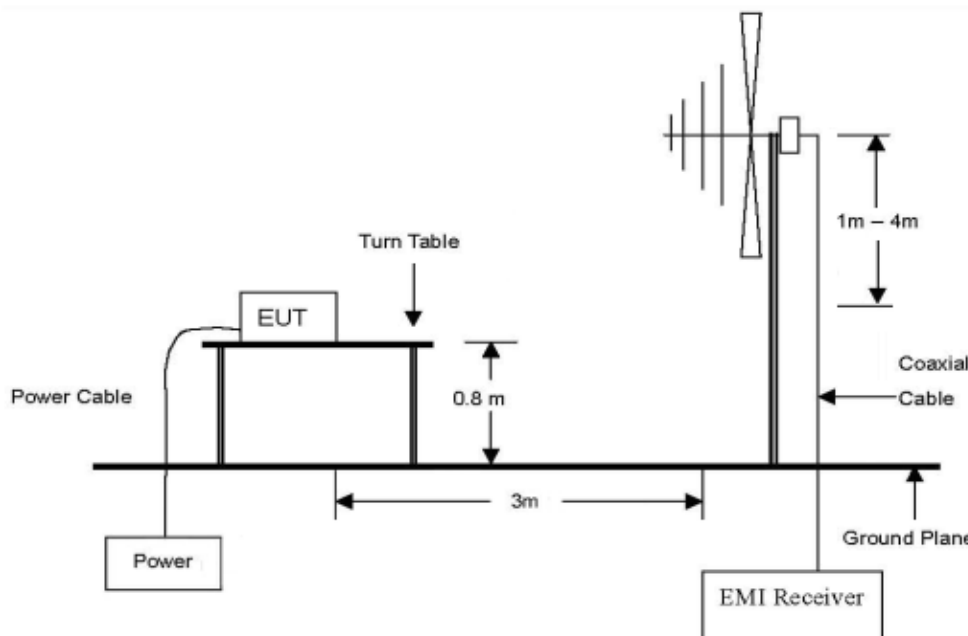 1m – 4m
Turn Table
EUT
Coaxial
Cable
Power Cable
0.8 m
3m
Ground Plane
Power
EMI Receiver